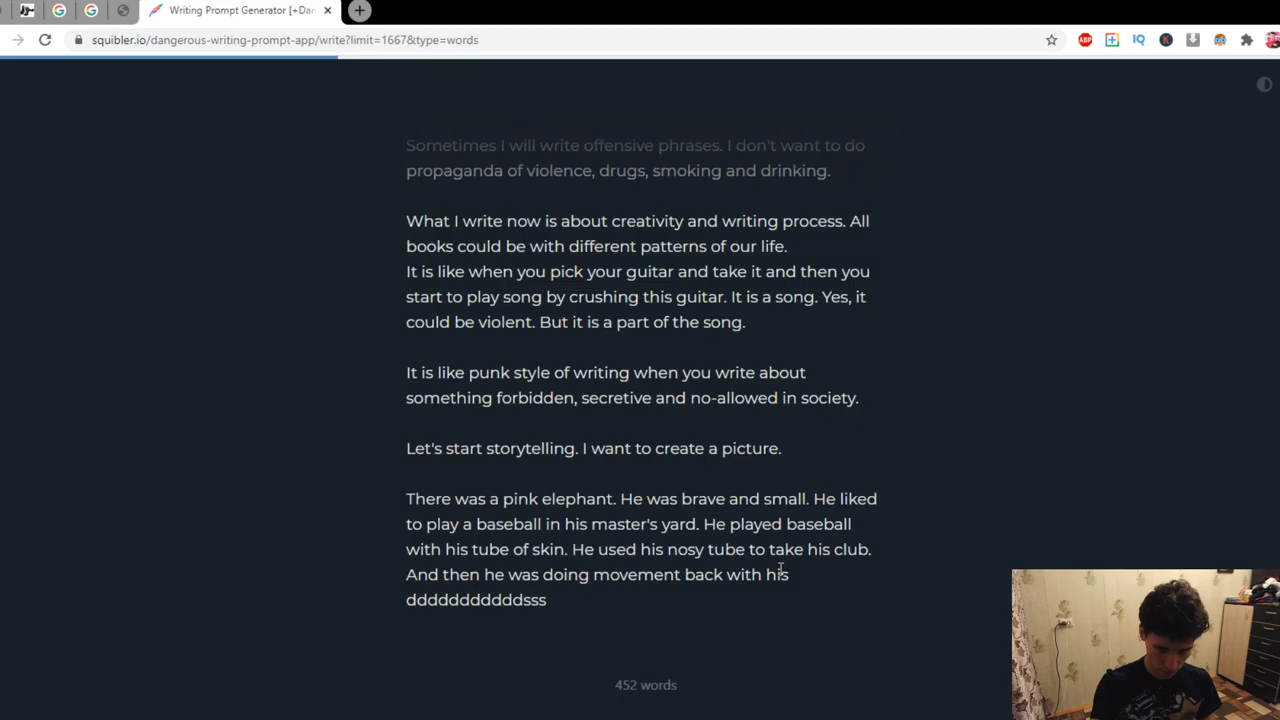 Writing Prompt Generator [+Dan
squibler.io/dangerous-writing-prompt-app/write?limit=1667&type=words
ABP
IQ
K
Sometimes I will write offensive phrases. I don't want to do
propaganda of violence, drugs, smoking and drinking.
What I write now is about creativity and writing process. All
books could be with different patterns of our life.
It is like when you pick your guitar and take it and then you
start to play song by crushing this guitar. It is a song. Yes, it
could be violent. But it is a part of the song.
It is like punk style of writing when you write about
something forbidden, secretive and no-allowed in society.
Let's start storytelling. I want to create a picture.
There was a pink elephant. He was brave and small. He liked
to play a baseball in his master's yard. He played baseball
with his tube of skin. He used his nosy tube to take his club.
And then he was doing movement back with his
dddddddddddsss
452 words